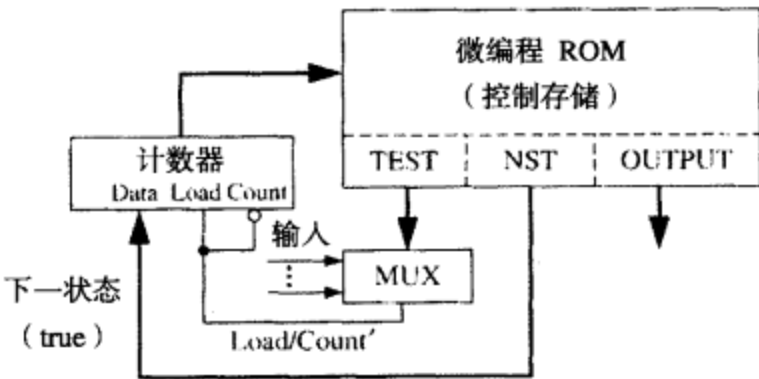 微编程 ROM
（控制存储）
计数器
TEST NST OUTPUT
Data Load Count
输入
MUX
下一状态
（true）
Load/Count′